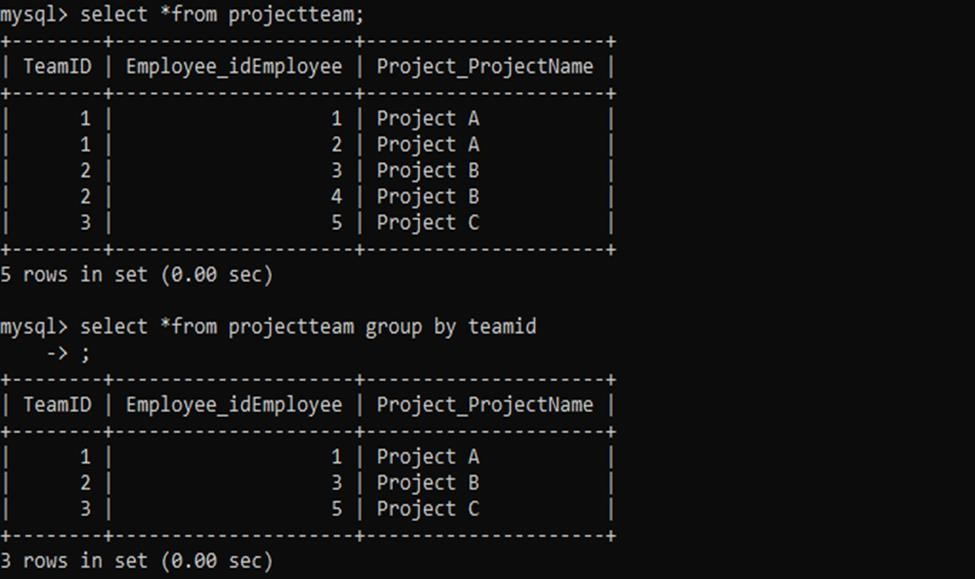 mysql> select *from projectteam;
+--------+---------------------+---------------------+
| TeamID | Employee_idEmployee | Project_ProjectName |
+--------+---------------------+---------------------+
|      1 |                   1 | Project A           |
|      1 |                   2 | Project A           |
|      2 |                   3 | Project B           |
|      2 |                   4 | Project B           |
|      3 |                   5 | Project C           |
+--------+---------------------+---------------------+
5 rows in set (0.00 sec)
mysql> select *from projectteam group by teamid
    -> ;
+--------+---------------------+---------------------+
| TeamID | Employee_idEmployee | Project_ProjectName |
+--------+---------------------+---------------------+
|      1 |                   1 | Project A           |
|      2 |                   3 | Project B           |
|      3 |                   5 | Project C           |
+--------+---------------------+---------------------+
3 rows in set (0.00 sec)